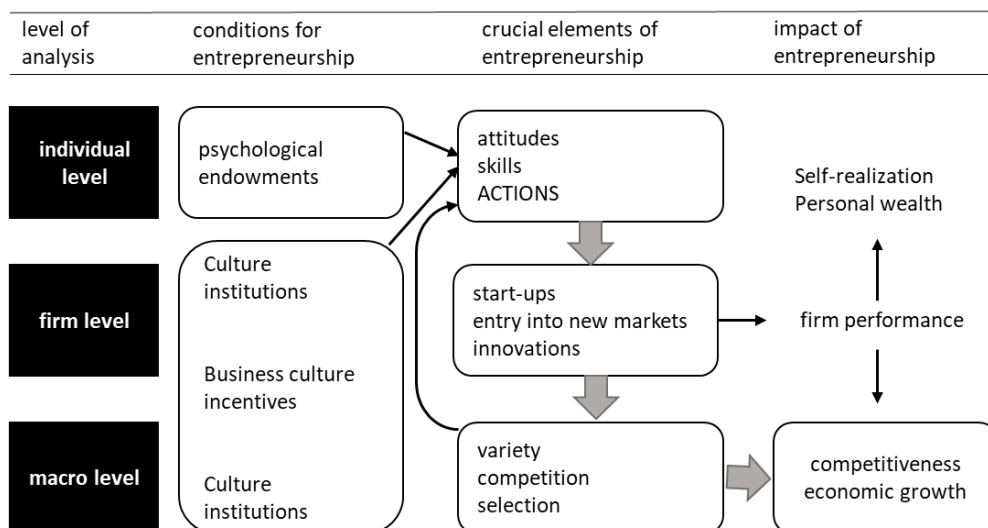 level of
analysis
conditions for
entrepreneurship
crucial elements of
entrepreneurship
impact of
entrepreneurship
individual
level
psychological
endowments
attitudes
skills
ACTIONS
Self-realization
Personal wealth
firm level
Culture
institutions
Business culture
incentives
Culture
institutions
start-ups
entry into new markets
innovations
firm performance
macro level
variety
competition
selection
competitiveness
economic growth